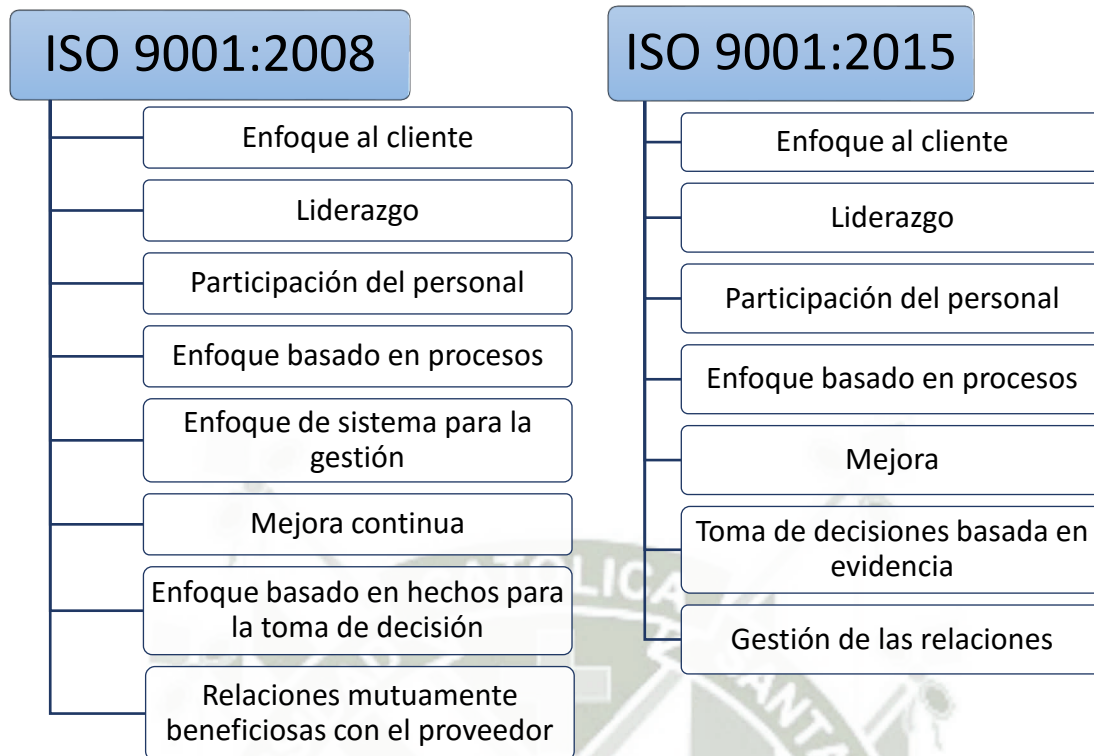 ISO 9001:2008
Enfoque al cliente
Liderazgo
Participación del personal
Enfoque basado en procesos
Enfoque de sistema para la
gestión
Mejora continua
Enfoque basado en hechos para
la toma de decisión
Relaciones mutuamente
beneficiosas con el proveedor
ISO 9001:2015
Enfoque al cliente
Liderazgo
Participación del personal
Enfoque basado en procesos
Mejora
Toma de decisiones basada en
evidencia
Gestión de las relaciones
CATOLICA
SANTA